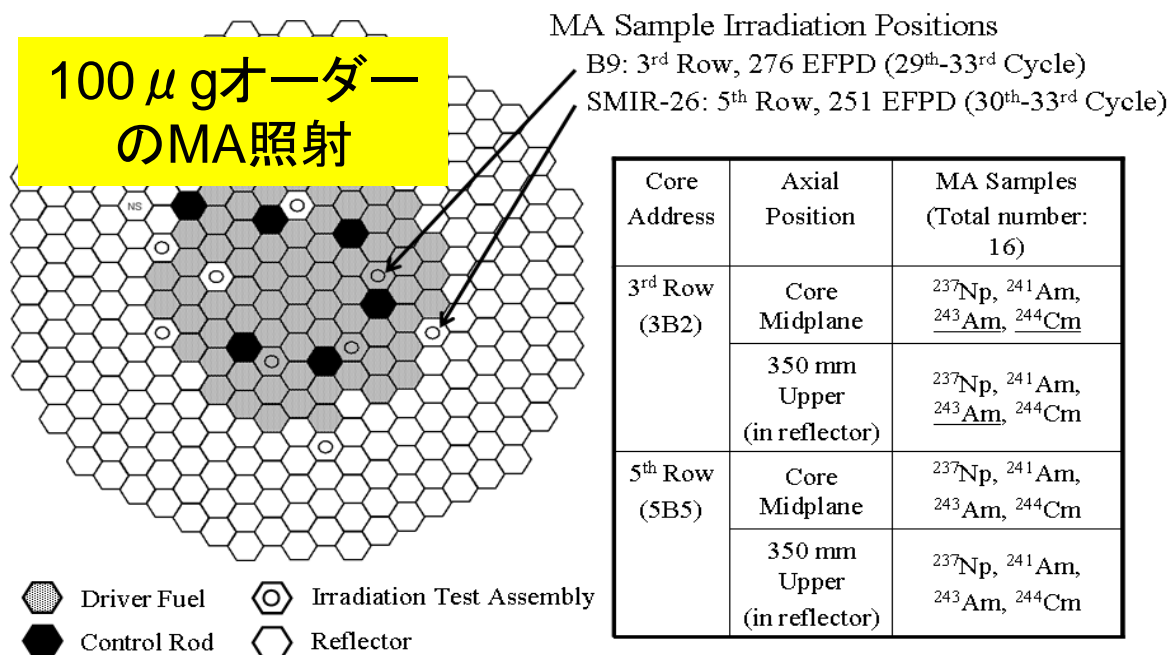 100μgオーダー
のMA照射
MA Sample Irradiation Positions
B9: 3rd Row, 276 EFPD (29th-33rd Cycle)
SMIR-26: 5th Row, 251 EFPD (30th-33rd Cycle)
NS
Core Address
Axial Position
MA Samples (Total number: 16)
3rd Row (3B2)
Core Midplane
237Np, 241Am,
243Am, 244Cm
350 mm
Upper
(in reflector)
237Np, 241Am,
243Am, 244Cm
5th Row (5B5)
Core Midplane
237Np, 241Am,
243Am, 244Cm
350 mm
Upper
(in reflector)
237Np, 241Am,
243Am, 244Cm
Driver Fuel
Irradiation Test Assembly
Control Rod
Reflector